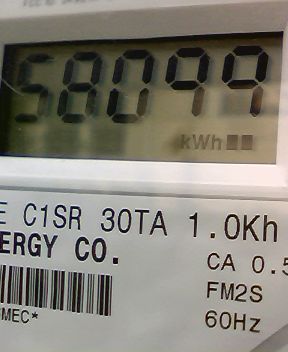 58099
kWh
E C1SR 30TA 1.0Kh
ERGY CO.
CA 0.5
FM2S
MEC*
60Hz